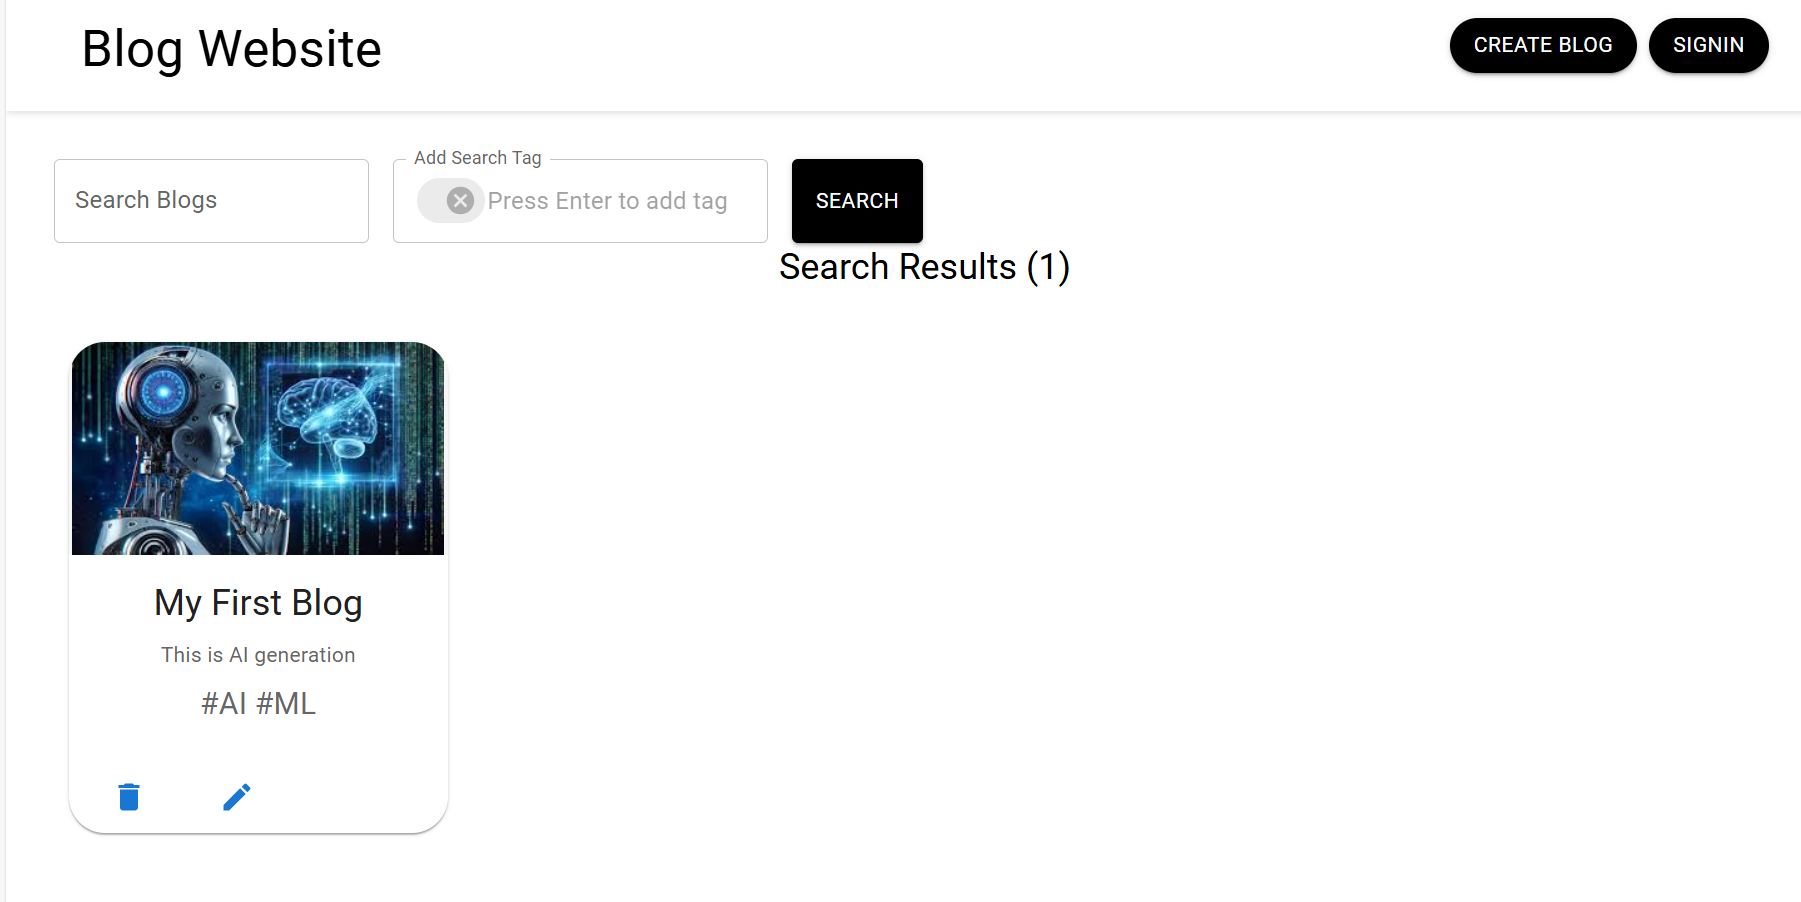 Blog Website
CREATE BLOG
SIGNIN
Add Search Tag
Search Blogs
Press Enter to add tag
SEARCH
Search Results (1)
My First Blog
This is AI generation
#AI #ML